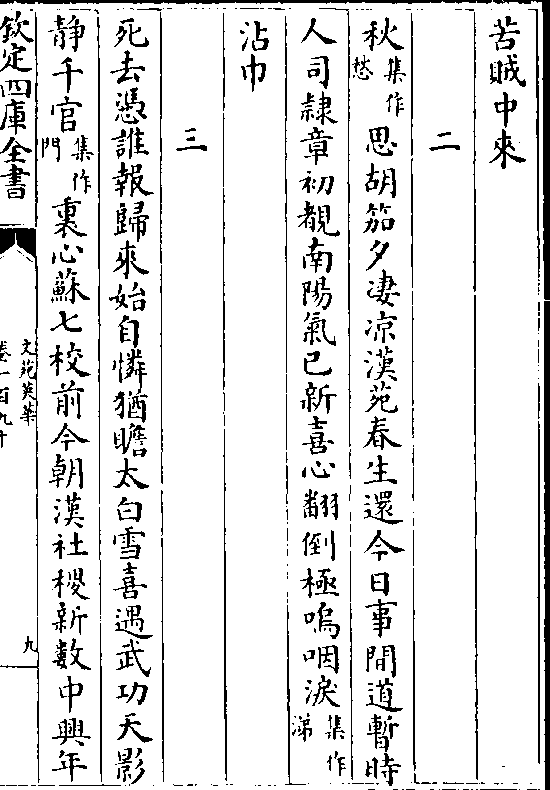 苦賊中來
二
秋集作愁思胡笳夕淒涼漢苑春生還今日事間道暫時
人司隸章初覩南陽氣已新喜心翻倒極嗚咽淚集作涕
沾巾
三
死去憑誰報歸來始自憐猶瞻太白雪喜遇武功天影
静千官集作門裏心蘇七校前今朝漢社稷新數中興年
欽定四庫全書
文苑英華
卷一百九十
九